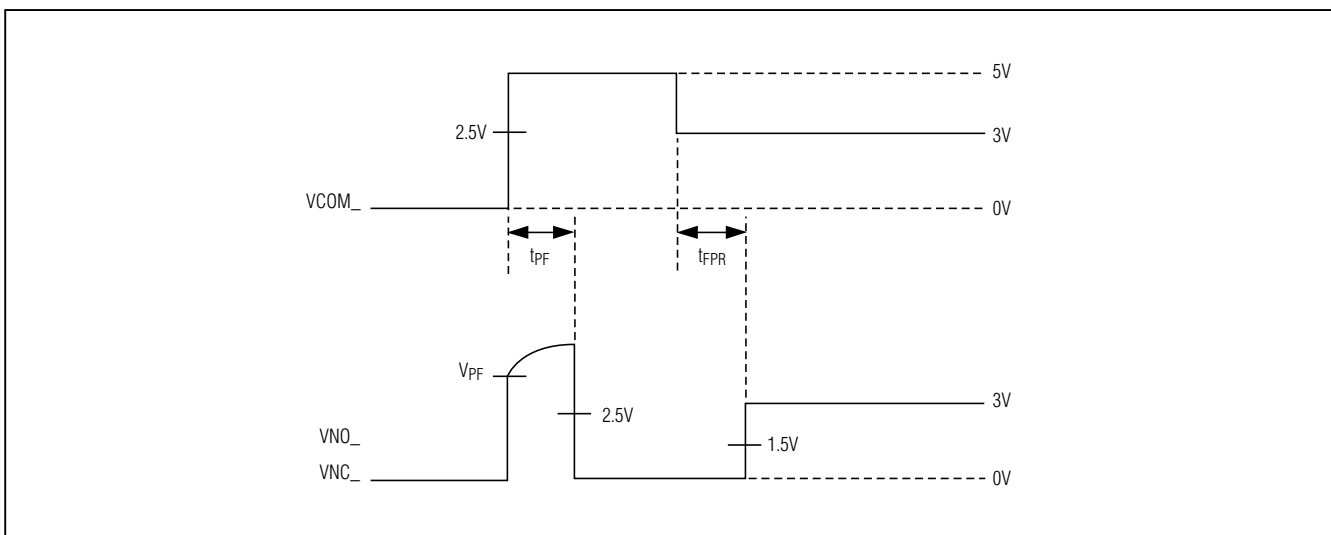 5V
2.5V
3V
VCOM_
0V
tPF
tFPR
VPF
3V
2.5V
VNO_
1.5V
VNC_
0V